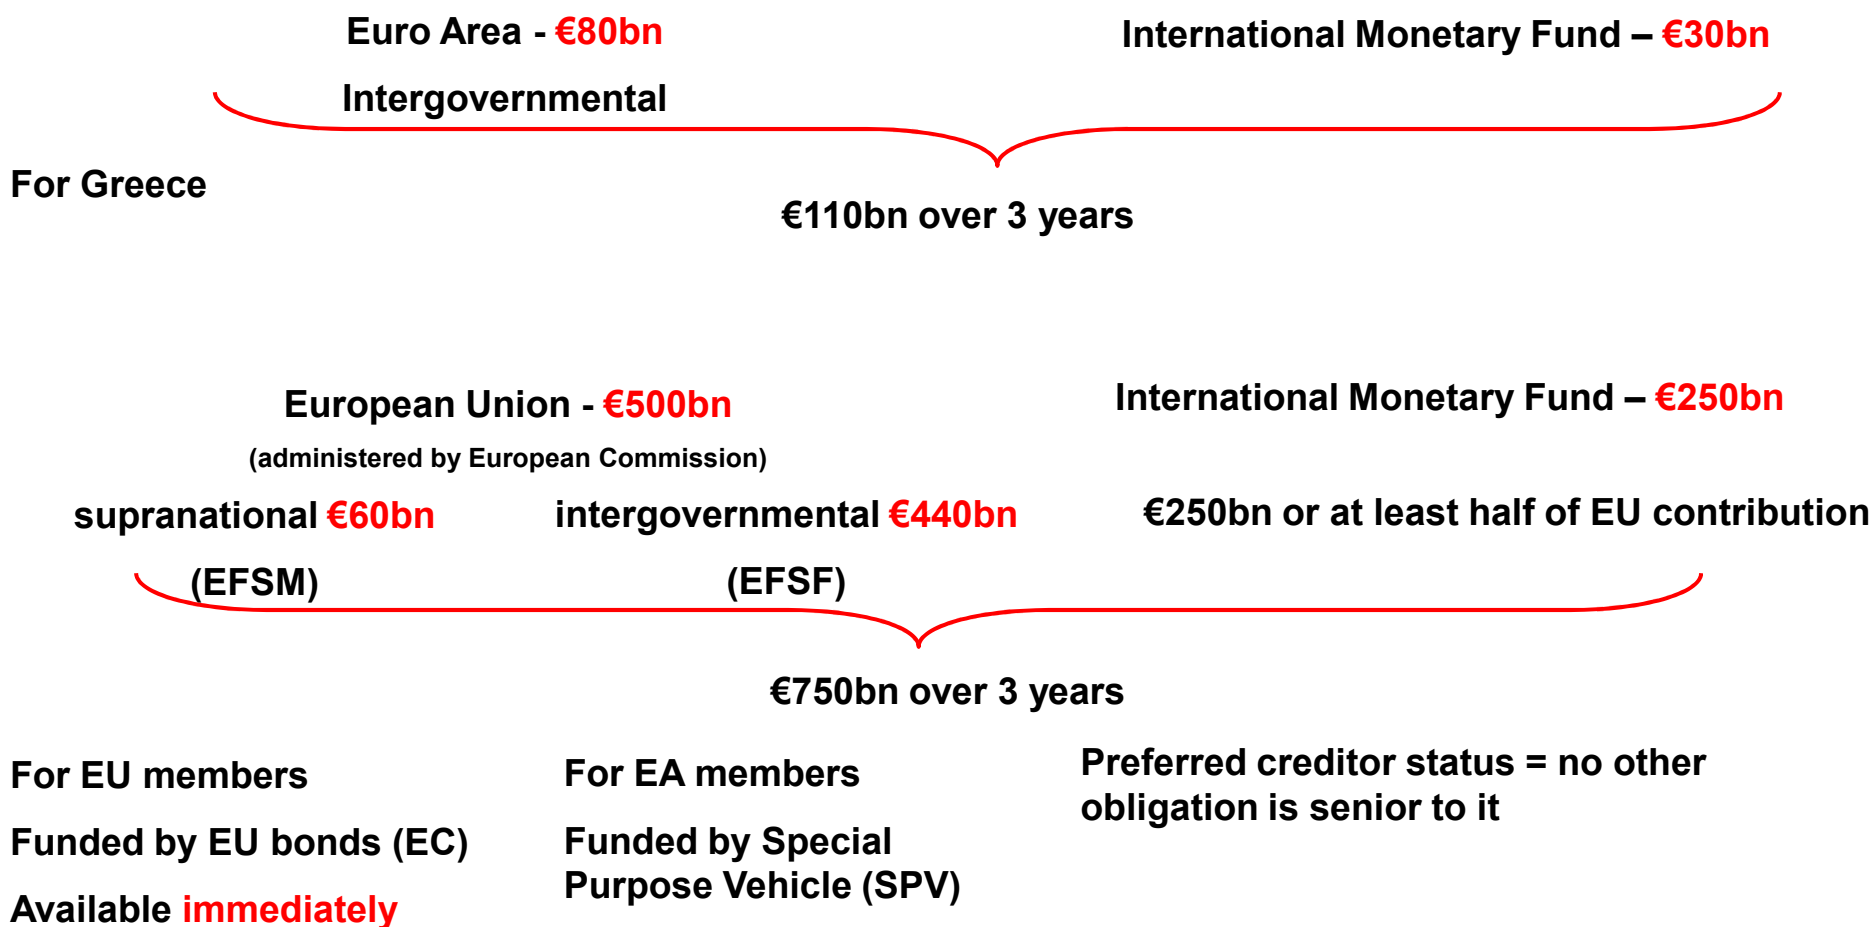 Euro Area - €80bn
International Monetary Fund – €30bn
Intergovernmental
For Greece
€110bn over 3 years
European Union - €500bn
International Monetary Fund – €250bn
(administered by European Commission)
supranational €60bn
intergovernmental €440bn
€250bn or at least half of EU contribution
(EFSM)
(EFSF)
€750bn over 3 years
For EU members
Funded by EU bonds (EC)
Available immediately
For EA members
Funded by Special
Purpose Vehicle (SPV)
Preferred creditor status = no other
obligation is senior to it